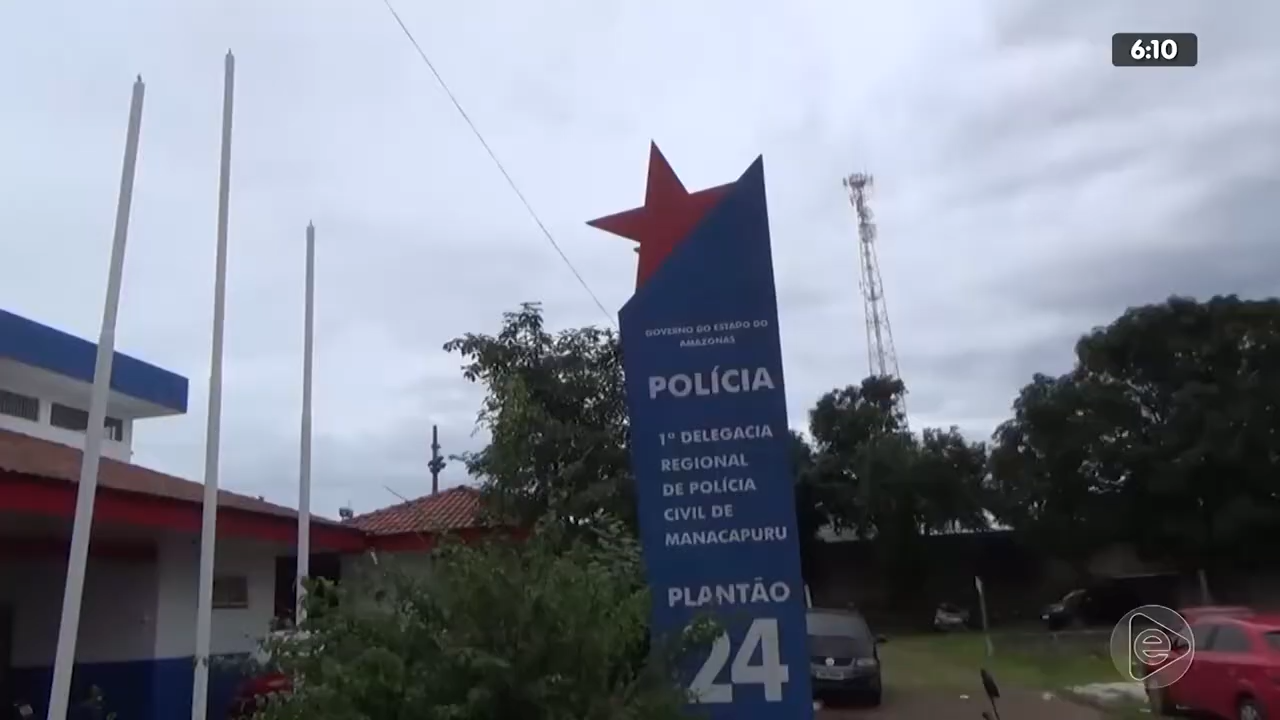 6:10
GOVERNO DO ESTADO DO
AMAZONAS
POLÍCIA
1ª DELEGACIA
REGIONAL
DE POLÍCIA
CIVIL DE
MANACAPURU
PLANTÃO
24
e